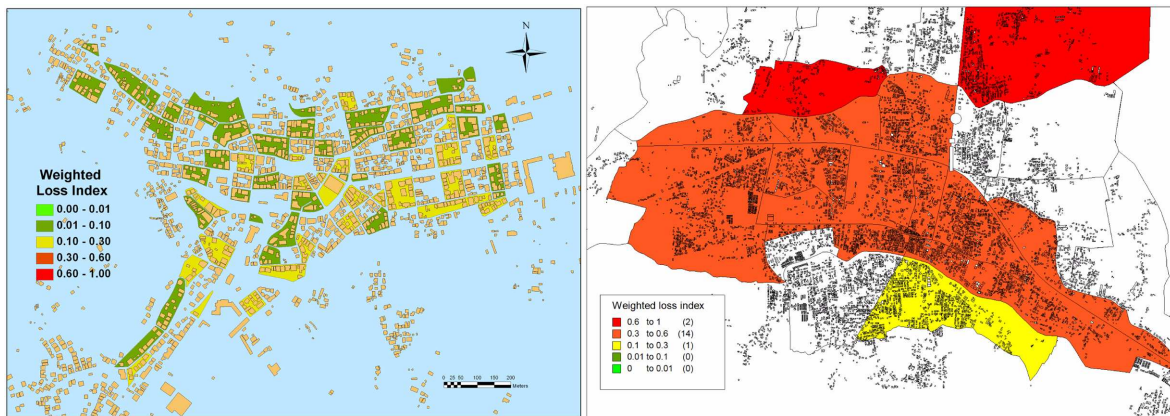 N
Weighted
Loss Index
0.00 - 0.01
0.01 - 0.10
0.10 - 0.30
0.30 - 0.60
0.60 - 1.00
0 25 50 100 150 200
Meters
Weighted loss index
0.6 to 1 (2)
0.3 to 0.6 (14)
0.1 to 0.3 (1)
0.01 to 0.1 (0)
0 to 0.01 (0)